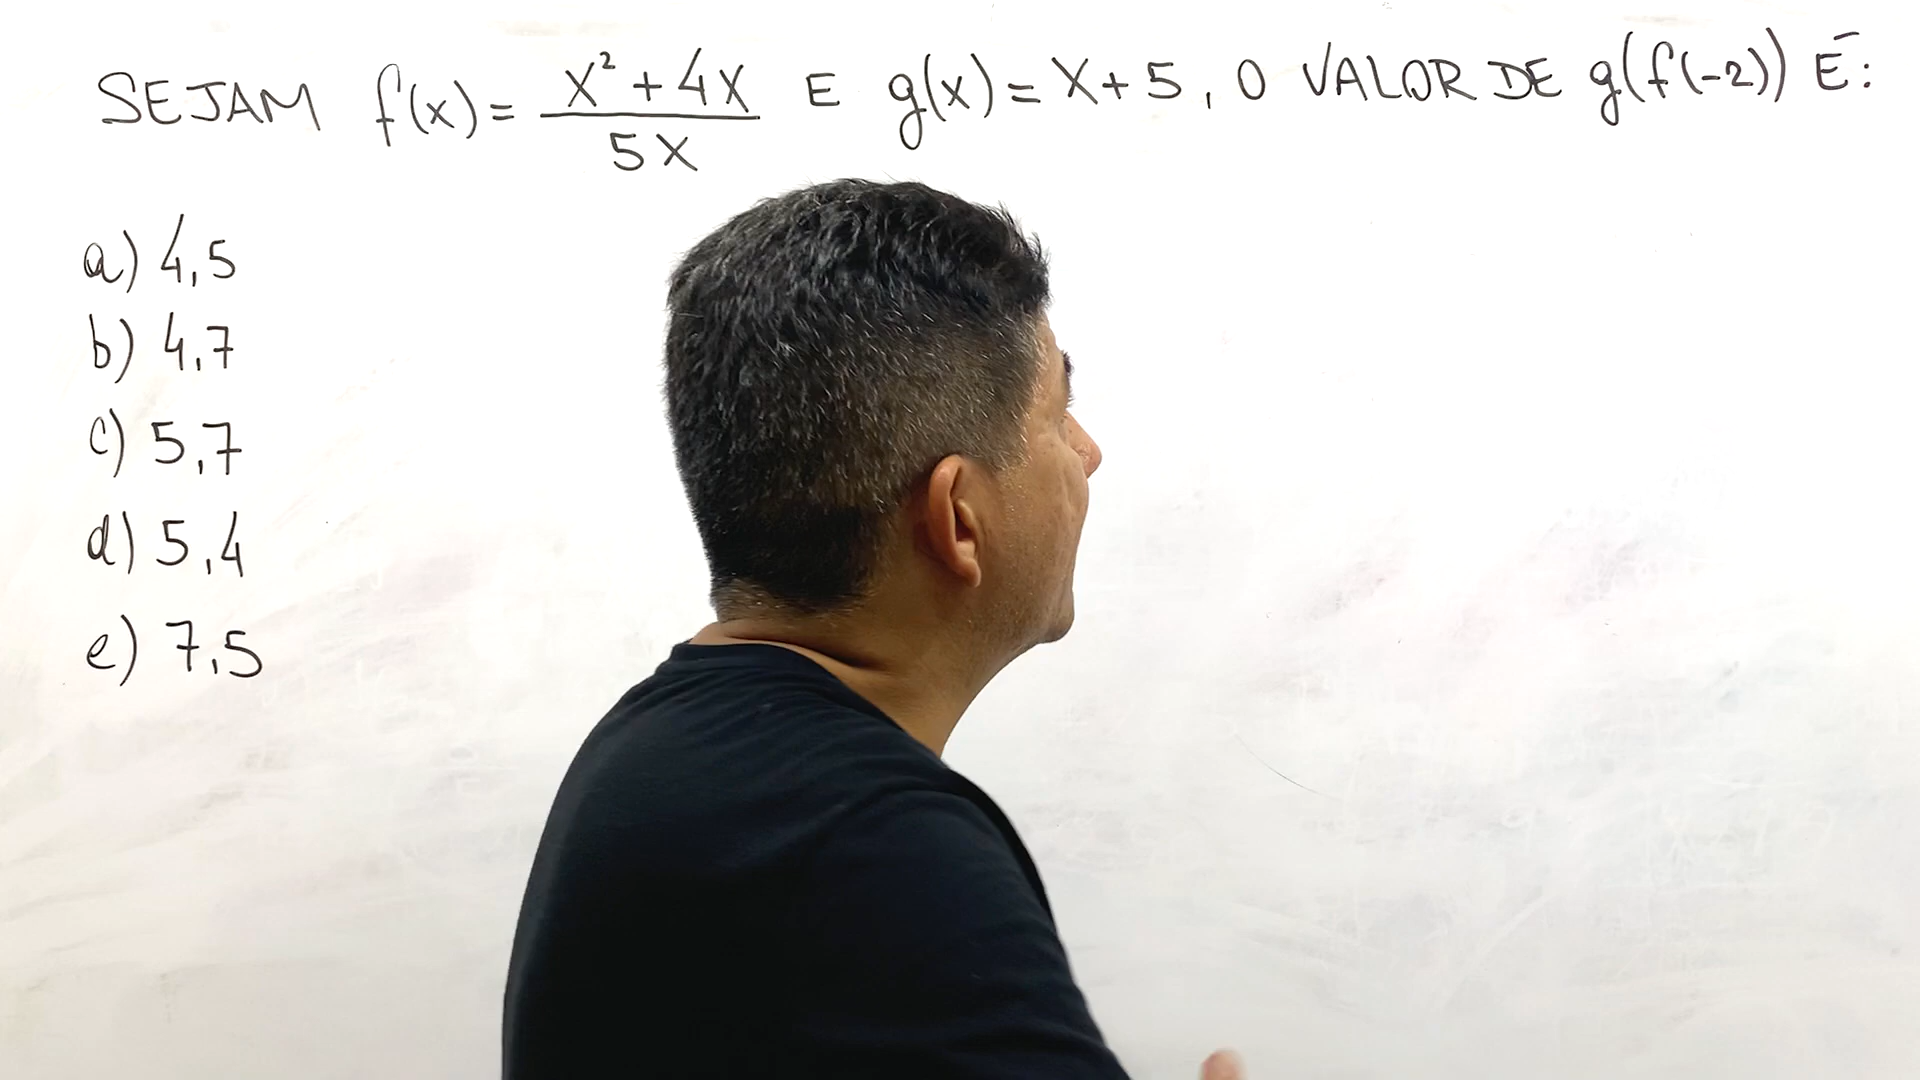 SEJAM f(x) = (x² + 4x)/(5x) E g(x) = x + 5, O VALOR DE g(f(-2)) É:
a) 4,5
b) 4,7
c) 5,7
d) 5,4
e) 7,5